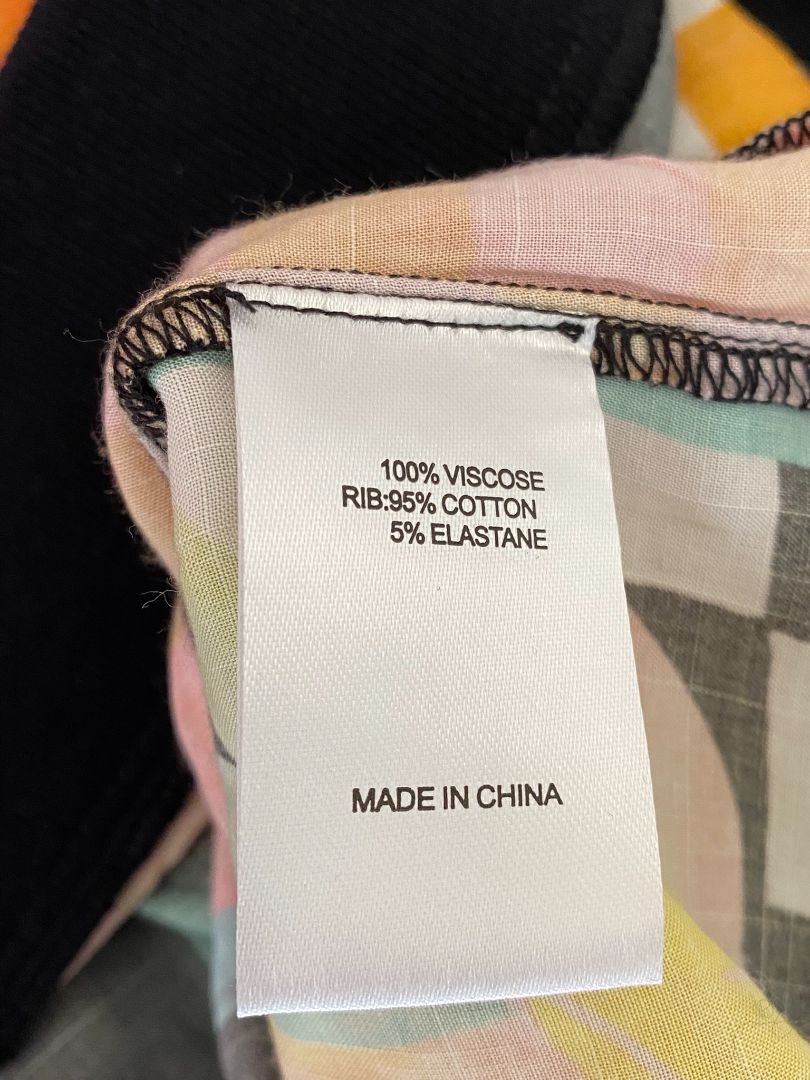 100% VISCOSE
RIB:95% COTTON
5% ELASTANE
MADE IN CHINA